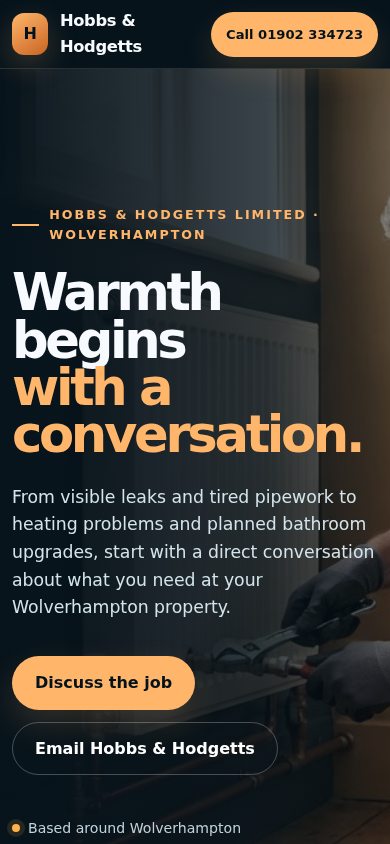 H
Hobbs &
Hodgetts
Call 01902 334723
HOBBS & HODGETTS LIMITED ·
WOLVERHAMPTON
Warmth
begins
with a
conversation.
From visible leaks and tired pipework to
heating problems and planned bathroom
upgrades, start with a direct conversation
about what you need at your
Wolverhampton property.
Discuss the job
Email Hobbs & Hodgetts
Based around Wolverhampton